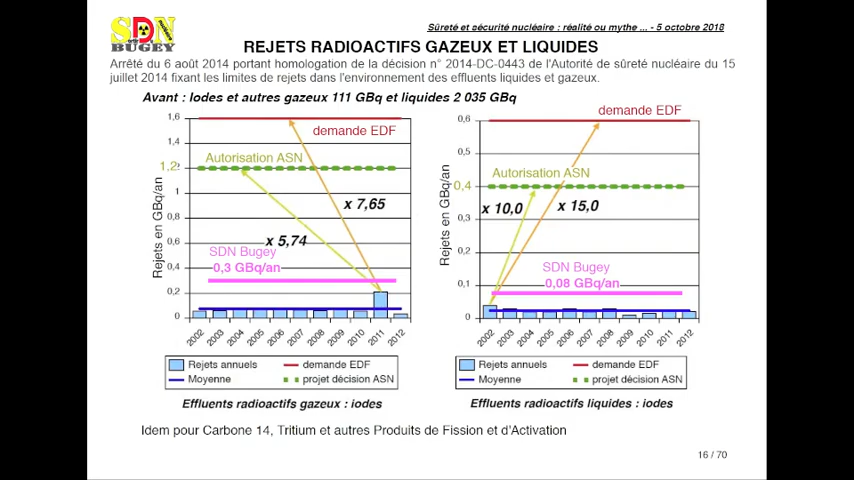 SDN
BUGEY
Sûreté et sécurité nucléaire : réalité ou mythe ... - 5 octobre 2018
REJETS RADIOACTIFS GAZEUX ET LIQUIDES
Arrêté du 6 août 2014 portant homologation de la décision n° 2014-DC-0443 de l'Autorité de sûreté nucléaire du 15
juillet 2014 fixant les limites de rejets dans l'environnement des effluents liquides et gazeux.
Avant : Iodes et autres gazeux 111 GBq et liquides 2 035 GBq
Rejets en GBq/an
1,6
1,4
1,2
1
0,8
0,6
0,4
0,2
0
demande EDF
Autorisation ASN
x 7,65
x 5,74
SDN Bugey
0,3 GBq/an
2002 2003 2004 2005 2006 2007 2008 2009 2010 2011 2012
Rejets annuels
demande EDF
Moyenne
projet décision ASN
Effluents radioactifs gazeux : iodes
Rejets en GBq/an
0,6
0,5
0,4
0,3
0,2
0,1
0
demande EDF
Autorisation ASN
x 10,0
x 15,0
SDN Bugey
0,08 GBq/an
2002 2003 2004 2005 2006 2007 2008 2009 2010 2011 2012
Rejets annuels
demande EDF
Moyenne
projet décision ASN
Effluents radioactifs liquides : iodes
Idem pour Carbone 14, Tritium et autres Produits de Fission et d'Activation
16 / 70